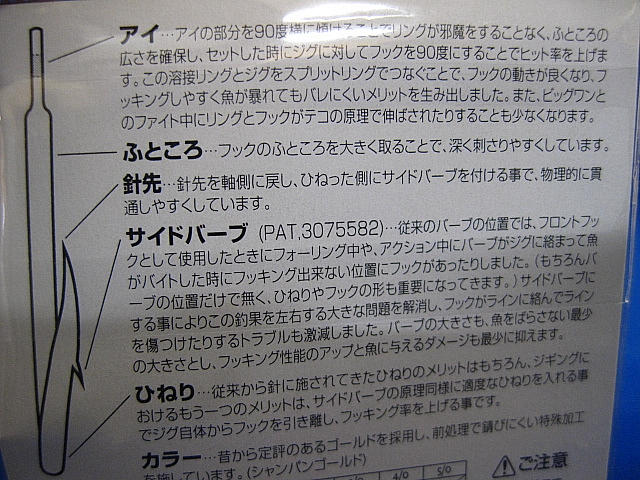 アイ…アイの部分を90度横に傾けることでリングが邪魔をすることなく、ふところの
広さを確保し、セットした時にジグに対してフックを90度にすることでヒット率を上げま
す。この溶接リングとジグをスプリットリングでつなぐことで、フックの動きが良くなり、フ
ッキングしやすく魚が暴れてもバレにくいメリットを生み出しました。また、ビッグワンと
のファイト中にリングとフックがテコの原理で伸ばされたりすることも少なくなります。
ふところ…フックのふところを大きく取ることで、深く刺さりやすくしています。
針先…針先を軸側に戻し、ひねった側にサイドバーブを付ける事で、物理的に貫
通しやすくしています。
サイドバーブ (PAT,3075582)…従来のバーブの位置では、フロントフッ
クとして使用したときにフォーリング中や、アクション中にバーブがジグに絡まって魚
がバイトした時にフッキング出来ない位置にフックがあったりしました。(もちろんバ
ーブの位置だけで無く、ひねりやフックの形も重要になってきます。)サイドバーブに
する事によりこの釣果を左右する大きな問題を解消し、フックがラインに絡んでライン
を傷つけたりするトラブルも激減しました。バーブの大きさも、魚をばらさない最少
の大きさとし、フッキング性能のアップと魚に与えるダメージも最少に抑えます。
ひねり…従来から針に施されてきたひねりのメリットはもちろん、ジギングに
おけるもう一つのメリットは、サイドバーブの原理同様に適度なひねりを入れる事
でジグ自体からフックを引き離し、フッキング率を上げる事です。
カラー…昔から定評のあるゴールドを採用し、前処理で錆びにくい特殊加工
を施しています。(シャンパンゴールド)
4/0 5/0
ご注意